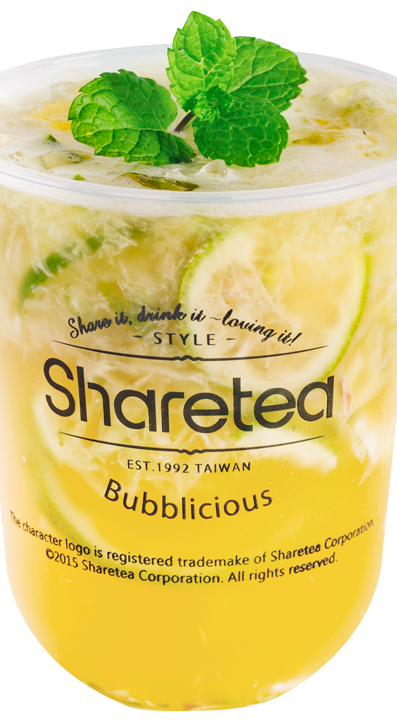 Share it, drink it ~loving it!
- STYLE -
Sharetea
EST.1992 TAIWAN
Bubblicious
The character logo is registered trademake of Sharetea Corporation.
©2015 Sharetea Corporation. All rights reserved.